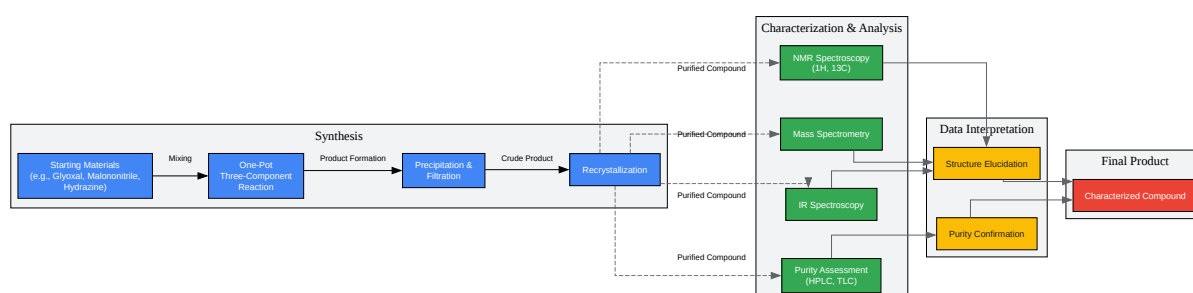 Synthesis
Starting Materials
(e.g., Glyoxal, Malononitrile,
Hydrazine)
Mixing
One-Pot
Three-Component
Reaction
Product Formation
Precipitation &
Filtration
Crude Product
Recrystallization
Purified Compound
Purified Compound
Purified Compound
Purified Compound
Characterization & Analysis
NMR Spectroscopy
(1H, 13C)
Mass Spectrometry
IR Spectroscopy
Purity Assessment
(HPLC, TLC)
Data Interpretation
Structure Elucidation
Purity Confirmation
Final Product
Characterized Compound